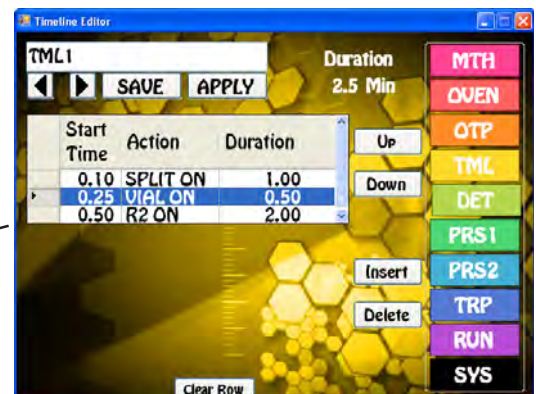 Timeline Editor
TML1
SAVE APPLY
Duration
2.5 Min
Start Time Action Duration
0.10 SPLIT ON 1.00
0.25 VIAL ON 0.50
0.50 R2 ON 2.00
Up
Down
Insert
Delete
Clear Row
MTH
OVEN
OTP
TML
DET
PRS1
PRS2
TRP
RUN
SYS